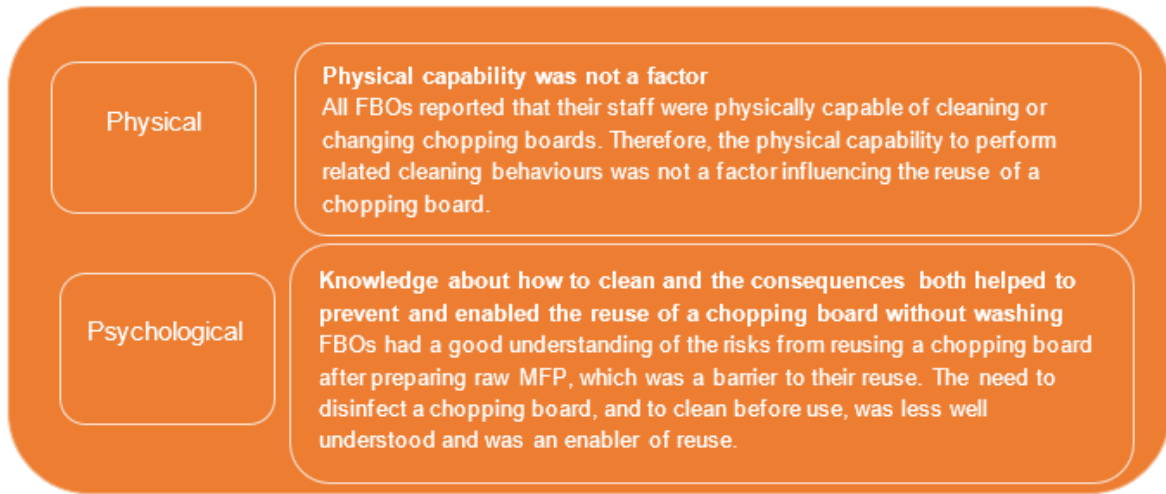 Physical
Physical capability was not a factor
All FBOs reported that their staff were physically capable of cleaning or
changing chopping boards. Therefore, the physical capability to perform
related cleaning behaviours was not a factor influencing the reuse of a
chopping board.
Psychological
Knowledge about how to clean and the consequences both helped to
prevent and enabled the reuse of a chopping board without washing
FBOs had a good understanding of the risks from reusing a chopping board
after preparing raw MFP, which was a barrier to their reuse. The need to
disinfect a chopping board, and to clean before use, was less well
understood and was an enabler of reuse.